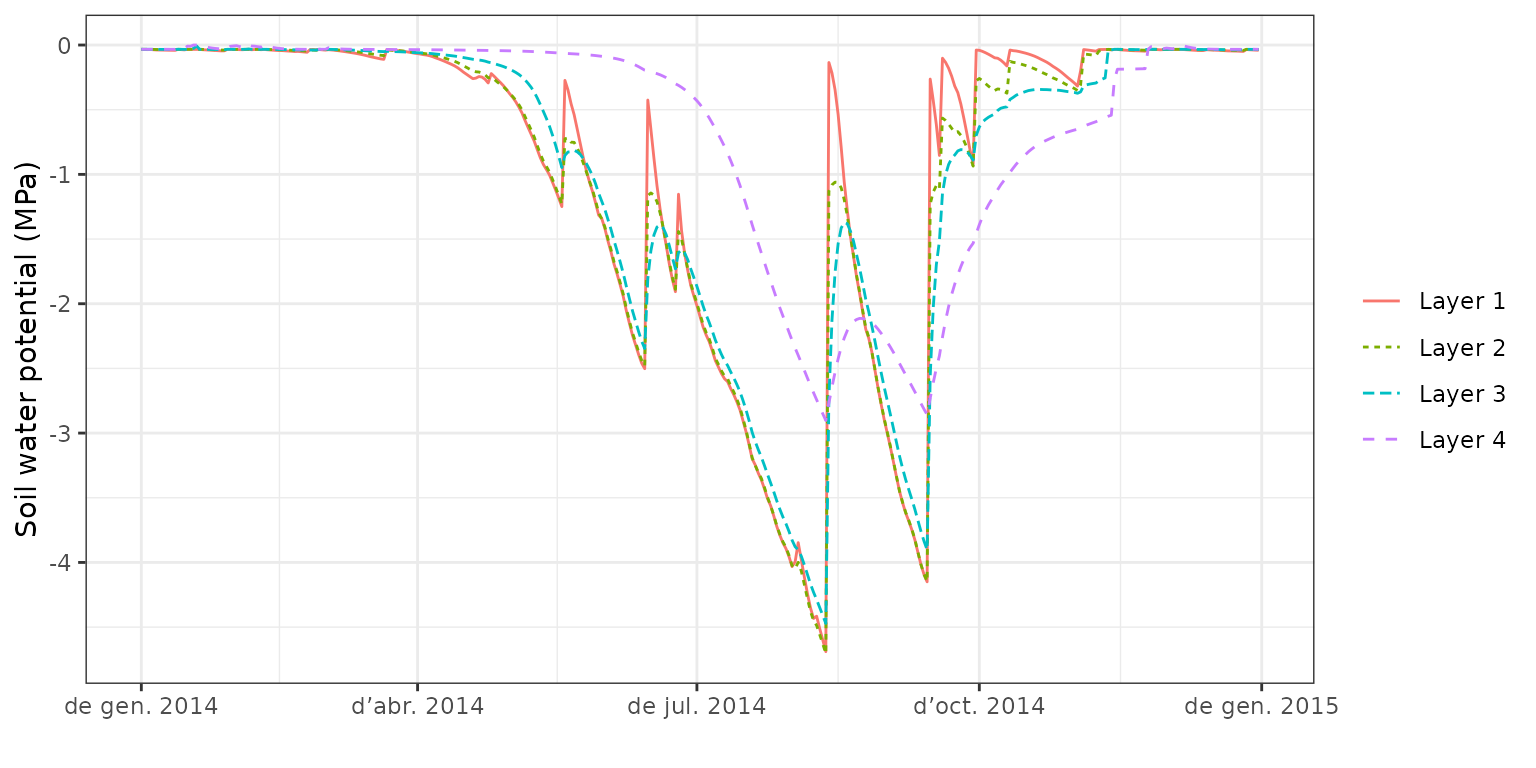 Soil water potential (MPa)
0
-1
-2
-3
-4
de gen. 2014
d’abr. 2014
de jul. 2014
d’oct. 2014
de gen. 2015
Layer 1
Layer 2
Layer 3
Layer 4